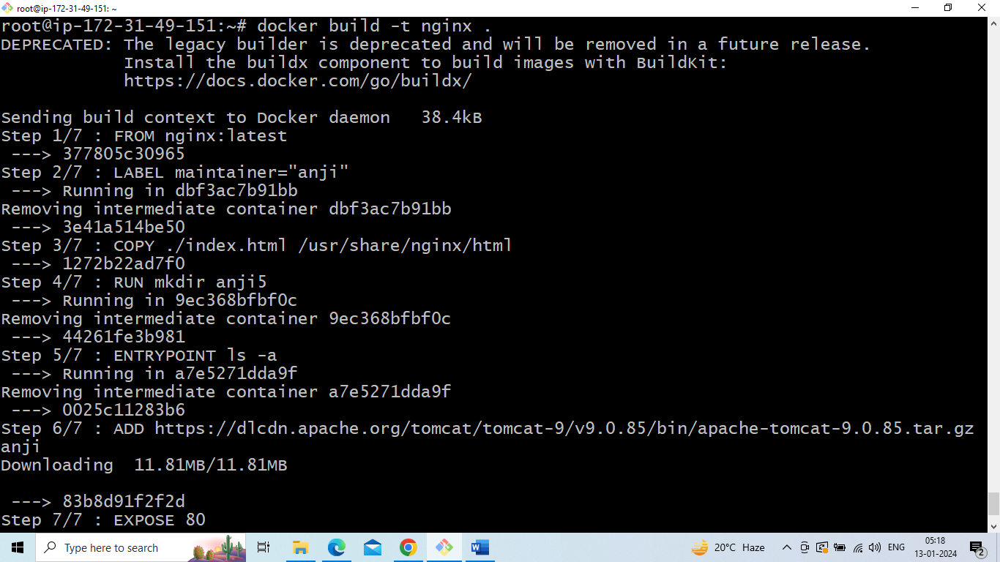 root@ip-172-31-49-151: ~
root@ip-172-31-49-151:~# docker build -t nginx .
DEPRECATED: The legacy builder is deprecated and will be removed in a future release.
            Install the buildx component to build images with BuildKit:
            https://docs.docker.com/go/buildx/
Sending build context to Docker daemon   38.4kB
Step 1/7 : FROM nginx:latest
 ---> 377805c30965
Step 2/7 : LABEL maintainer="anji"
 ---> Running in dbf3ac7b91bb
Removing intermediate container dbf3ac7b91bb
 ---> 3e41a514be50
Step 3/7 : COPY ./index.html /usr/share/nginx/html
 ---> 1272b22ad7f0
Step 4/7 : RUN mkdir anji5
 ---> Running in 9ec368bfbf0c
Removing intermediate container 9ec368bfbf0c
 ---> 44261fe3b981
Step 5/7 : ENTRYPOINT ls -a
 ---> Running in a7e5271dda9f
Removing intermediate container a7e5271dda9f
 ---> 0025c11283b6
Step 6/7 : ADD https://dlcdn.apache.org/tomcat/tomcat-9/v9.0.85/bin/apache-tomcat-9.0.85.tar.gz
anji
Downloading  11.81MB/11.81MB
 ---> 83b8d91f2f2d
Step 7/7 : EXPOSE 80
Type here to search
20°C Haze
ENG
05:18
13-01-2024
2